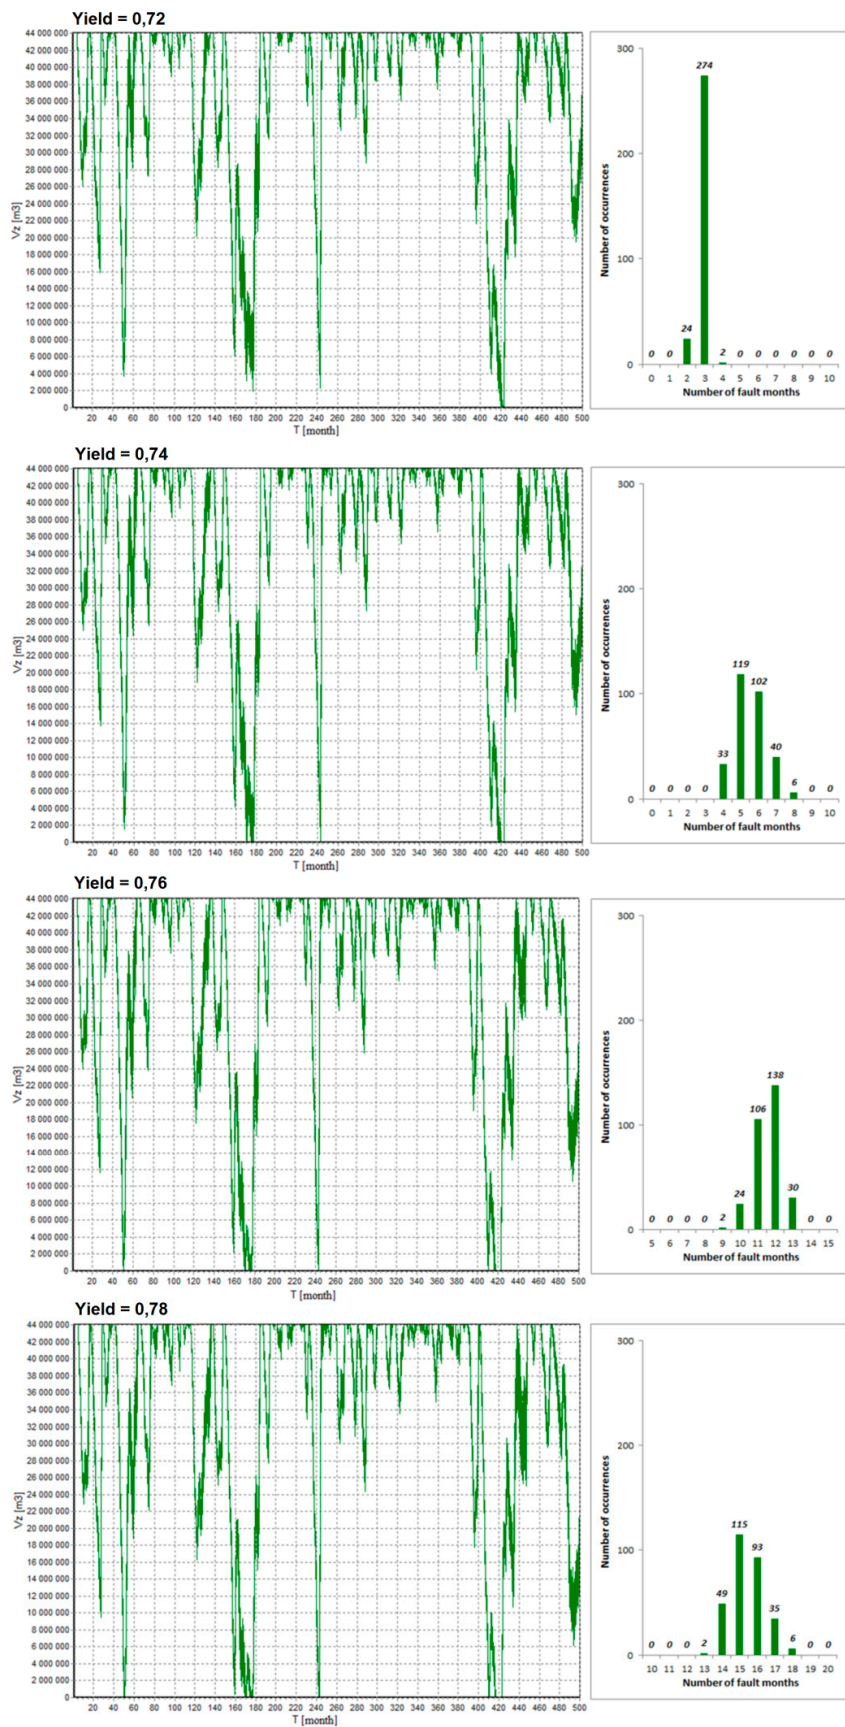 Yield = 0,72
44 000 000
42 000 000
40 000 000
38 000 000
36 000 000
34 000 000
32 000 000
30 000 000
28 000 000
26 000 000
24 000 000
22 000 000
20 000 000
18 000 000
16 000 000
14 000 000
12 000 000
10 000 000
8 000 000
6 000 000
4 000 000
2 000 000
0
Vz [m3]
20 40 60 80 100 120 140 160 180 200 220 240 260 280 300 320 340 360 380 400 420 440 460 480 500
T [month]
300
200
100
0
Number of occurrences
0 0 24 274 2 0 0 0 0 0 0
0 1 2 3 4 5 6 7 8 9 10
Number of fault months
Yield = 0,74
44 000 000
42 000 000
40 000 000
38 000 000
36 000 000
34 000 000
32 000 000
30 000 000
28 000 000
26 000 000
24 000 000
22 000 000
20 000 000
18 000 000
16 000 000
14 000 000
12 000 000
10 000 000
8 000 000
6 000 000
4 000 000
2 000 000
0
Vz [m3]
20 40 60 80 100 120 140 160 180 200 220 240 260 280 300 320 340 360 380 400 420 440 460 480 500
T [month]
300
200
100
0
Number of occurrences
0 0 0 0 33 119 102 40 6 0 0
0 1 2 3 4 5 6 7 8 9 10
Number of fault months
Yield = 0,76
44 000 000
42 000 000
40 000 000
38 000 000
36 000 000
34 000 000
32 000 000
30 000 000
28 000 000
26 000 000
24 000 000
22 000 000
20 000 000
18 000 000
16 000 000
14 000 000
12 000 000
10 000 000
8 000 000
6 000 000
4 000 000
2 000 000
0
Vz [m3]
20 40 60 80 100 120 140 160 180 200 220 240 260 280 300 320 340 360 380 400 420 440 460 480 500
T [month]
300
200
100
0
Number of occurrences
0 0 0 0 2 24 106 138 30 0 0
5 6 7 8 9 10 11 12 13 14 15
Number of fault months
Yield = 0,78
44 000 000
42 000 000
40 000 000
38 000 000
36 000 000
34 000 000
32 000 000
30 000 000
28 000 000
26 000 000
24 000 000
22 000 000
20 000 000
18 000 000
16 000 000
14 000 000
12 000 000
10 000 000
8 000 000
6 000 000
4 000 000
2 000 000
0
Vz [m3]
20 40 60 80 100 120 140 160 180 200 220 240 260 280 300 320 340 360 380 400 420 440 460 480 500
T [month]
300
200
100
0
Number of occurrences
0 0 0 2 49 115 93 35 6 0 0
10 11 12 13 14 15 16 17 18 19 20
Number of fault months